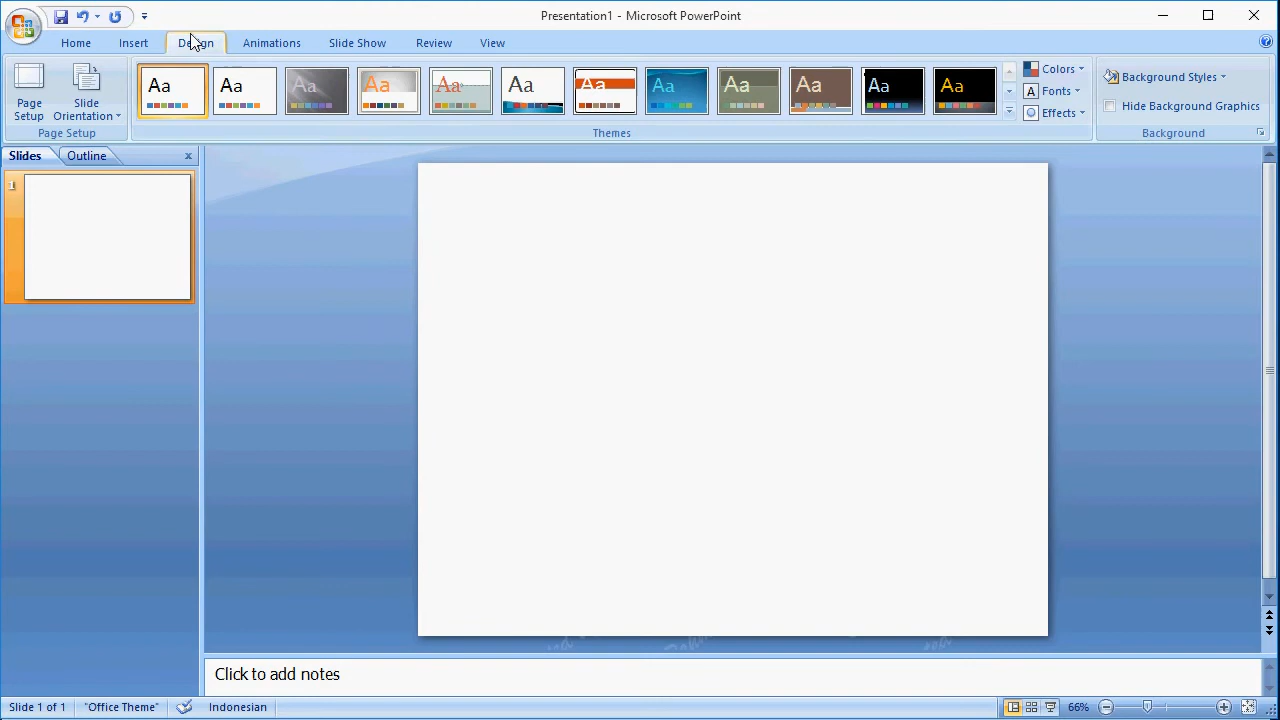 Presentation1 - Microsoft PowerPoint
Home Insert Design Animations Slide Show Review View
Page Setup
Slide Orientation
Page Setup
Aa Aa Aa Aa Aa Aa Aa Aa Aa Aa Aa Aa
Themes
Colors
Fonts
Effects
Background Styles
Hide Background Graphics
Background
Slides Outline
1
Click to add notes
Slide 1 of 1 "Office Theme" Indonesian 66%